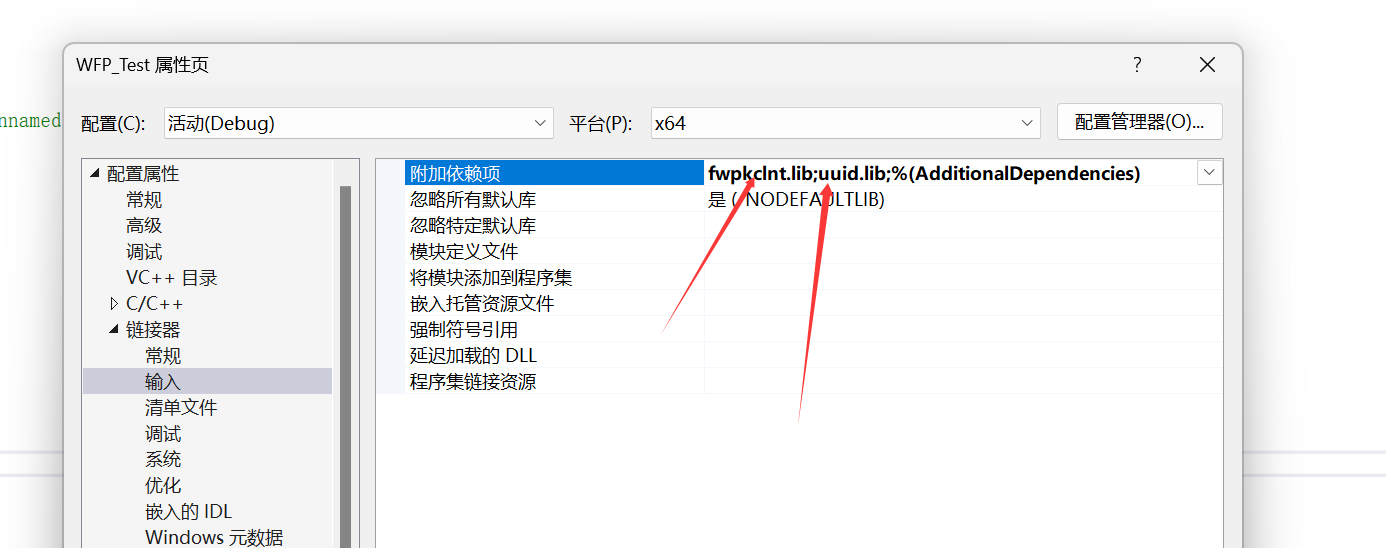 WFP_Test 属性页
?
nnamed
配置(C):
活动(Debug)
平台(P):
x64
配置管理器(O)...
配置属性
常规
高级
调试
VC++ 目录
C/C++
链接器
常规
输入
清单文件
调试
系统
优化
嵌入的 IDL
Windows 元数据
附加依赖项
fwpkclnt.lib;uuid.lib;%(AdditionalDependencies)
忽略所有默认库
是 (/NODEFAULTLIB)
忽略特定默认库
模块定义文件
将模块添加到程序集
嵌入托管资源文件
强制符号引用
延迟加载的 DLL
程序集链接资源